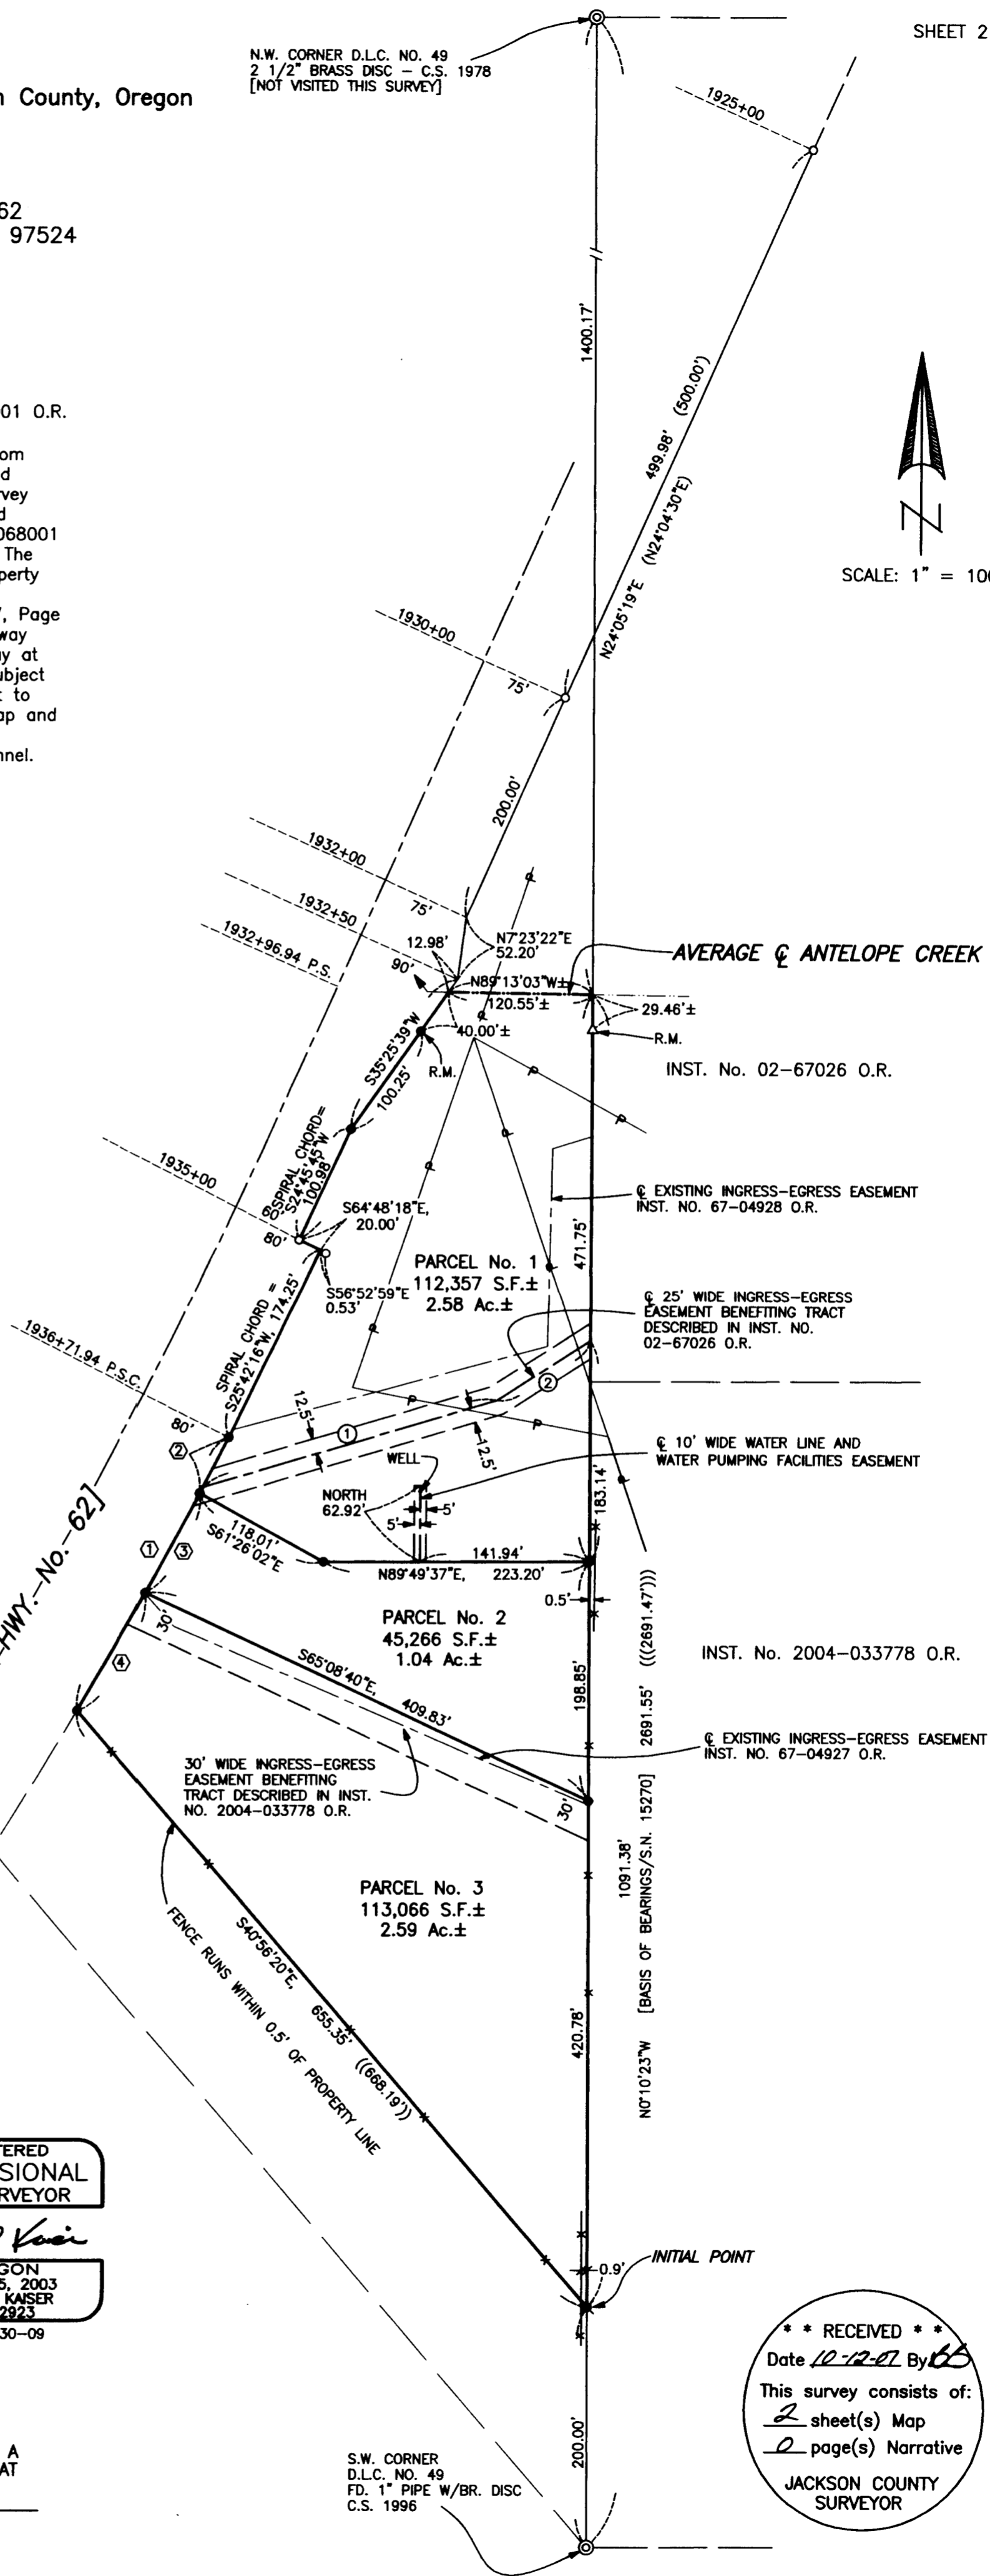 SHEET 2
N.W. CORNER D.L.C. NO. 49
2 1/2" BRASS DISC – C.S. 1978
[NOT VISITED THIS SURVEY]
County, Oregon
62
97524
1925+00
1400.17'
499.98' (500.00')
N24°05'19"E (N24°04'30"E)
01 O.R.
om
d
vey
d
068001
The
perty
', Page
way
ay at
ubject
t to
ap and
nnel.
N
SCALE: 1" = 10
1930+00
75'
200.00'
1932+00
75'
1932+50
1932+96.94 P.S.
12.98'
90'
N7°23'22"E
52.20'
N89°13'03"W±
120.55'±
AVERAGE ℄ ANTELOPE CREEK
29.46'±
40.00'±
R.M.
R.M.
S35°25'39"W
100.25'
INST. No. 02-67026 O.R.
SPIRAL CHORD=
S24°45'45"W
100.98'
1935+00
60'
80'
S64°48'18"E,
20.00'
℄ EXISTING INGRESS-EGRESS EASEMENT
INST. NO. 67-04928 O.R.
471.75'
PARCEL No. 1
112,357 S.F.±
2.58 Ac.±
S56°52'59"E
0.53'
SPIRAL CHORD =
S25°42'16"W, 174.25'
℄ 25' WIDE INGRESS-EGRESS
EASEMENT BENEFITING TRACT
DESCRIBED IN INST. NO.
02-67026 O.R.
1936+71.94 P.S.C.
80'
12.5'
1
2
12.5'
2
WELL
℄ 10' WIDE WATER LINE AND
WATER PUMPING FACILITIES EASEMENT
NORTH
62.92'
5'
5'
183.14'
118.01'
S61°26'02"E
141.94'
N89°49'37"E, 223.20'
0.5'
1
3
HWY. No. 62]
PARCEL No. 2
45,266 S.F.±
1.04 Ac.±
30'
4
S65°08'40"E, 409.83'
198.85'
INST. No. 2004-033778 O.R.
℄ EXISTING INGRESS-EGRESS EASEMENT
INST. NO. 67-04927 O.R.
30' WIDE INGRESS-EGRESS
EASEMENT BENEFITING
TRACT DESCRIBED IN INST.
NO. 2004-033778 O.R.
30'
1091.38'
N0°10'23"W [BASIS OF BEARINGS/S.N. 15270] 2691.55' (((2691.47')))
PARCEL No. 3
113,066 S.F.±
2.59 Ac.±
S40°56'20"E, 655.35' ((668.19'))
FENCE RUNS WITHIN 0.5' OF PROPERTY LINE
420.78'
TERED
SIONAL
RVEYOR
Kaiser
GON
5, 2003
KAISER
2923
30-09
0.9'
INITIAL POINT
200.00'
A
AT
S.W. CORNER
D.L.C. NO. 49
FD. 1" PIPE W/BR. DISC
C.S. 1996
* * RECEIVED * *
Date 10-12-07 By BB
This survey consists of:
2 sheet(s) Map
0 page(s) Narrative
JACKSON COUNTY
SURVEYOR